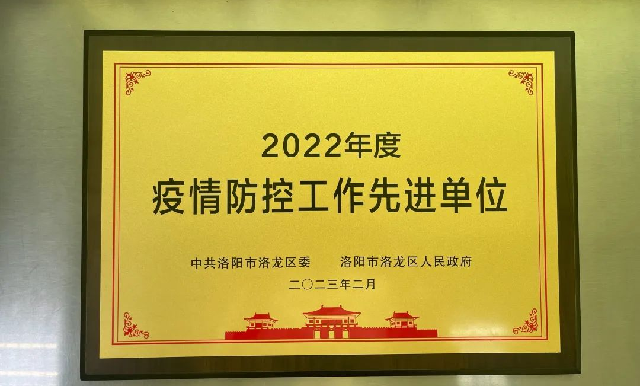 2022年度
疫情防控工作先进单位
中共洛阳市洛龙区委 洛阳市洛龙区人民政府
二〇二三年二月